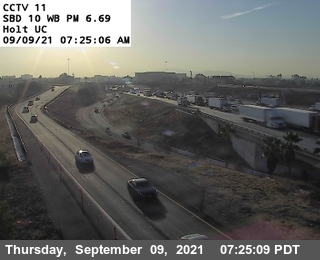 CCTV 11
SBD 10 WB PM 6.69
Holt UC
09/09/21 07:25:06 AM
Thursday, September 09, 2021 07:25:09 PDT